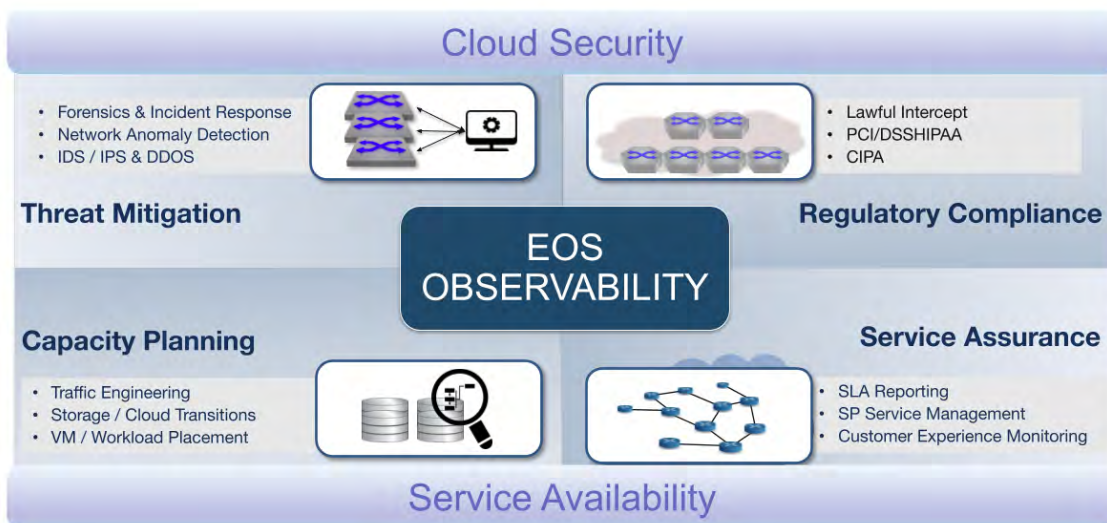 Cloud Security
• Forensics & Incident Response
• Network Anomaly Detection
• IDS / IPS & DDOS
Threat Mitigation
• Lawful Intercept
• PCI/DSSHIPAA
• CIPA
Regulatory Compliance
EOS
OBSERVABILITY
Capacity Planning
• Traffic Engineering
• Storage / Cloud Transitions
• VM / Workload Placement
Service Assurance
• SLA Reporting
• SP Service Management
• Customer Experience Monitoring
Service Availability